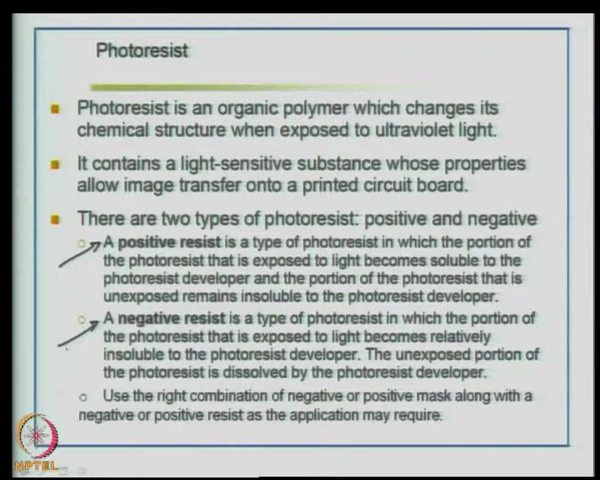 Photoresist
Photoresist is an organic polymer which changes its
chemical structure when exposed to ultraviolet light.
It contains a light-sensitive substance whose properties
allow image transfer onto a printed circuit board.
There are two types of photoresist: positive and negative
A positive resist is a type of photoresist in which the portion of
the photoresist that is exposed to light becomes soluble to the
photoresist developer and the portion of the photoresist that is
unexposed remains insoluble to the photoresist developer.
A negative resist is a type of photoresist in which the portion of
the photoresist that is exposed to light becomes relatively
insoluble to the photoresist developer. The unexposed portion of
the photoresist is dissolved by the photoresist developer.
Use the right combination of negative or positive mask along with a
negative or positive resist as the application may require.
NPTEL